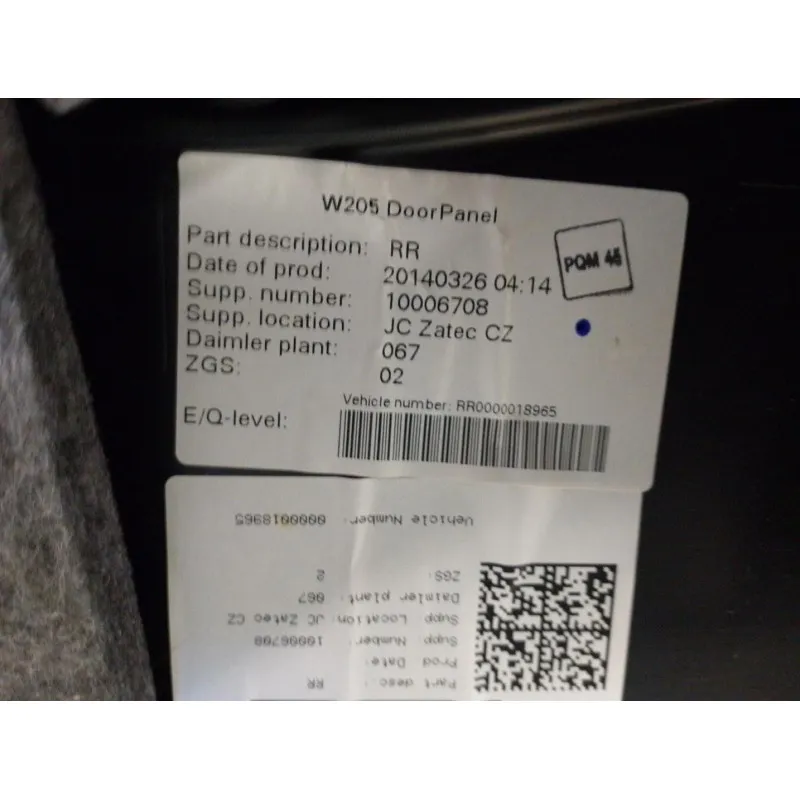 W205 DoorPanel
Part description: RR
Date of prod: 20140326 04:14
Supp. number: 10006708
Supp. location: JC Zatec CZ
Daimler plant: 067
ZGS: 02
Vehicle number: RR0000018965
E/Q-level:
PQM 46
Part desc.: RR
Prod Date:
Supp Number: 10006708
Supp Location: JC Zatec CZ
Daimler plant: 067
ZGS: 2
Vehicle Number: 0000018965